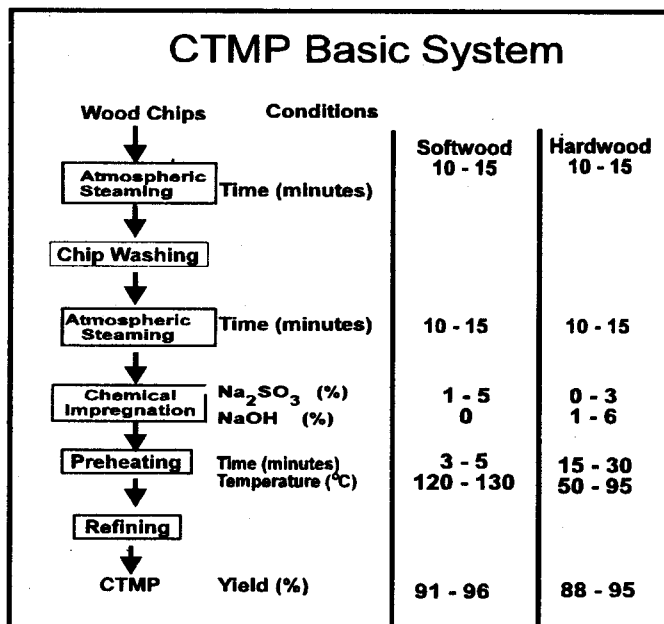 CTMP Basic System
Wood Chips Conditions
Softwood Hardwood
10 - 15 10 - 15
Atmospheric
Steaming Time (minutes)
Chip Washing
Atmospheric
Steaming Time (minutes) 10 - 15 10 - 15
Chemical Na₂SO₃ (%) 1 - 5 0 - 3
Impregnation NaOH (%) 0 1 - 6
Preheating Time (minutes) 3 - 5 15 - 30
Temperature (°C) 120 - 130 50 - 95
Refining
CTMP Yield (%) 91 - 96 88 - 95